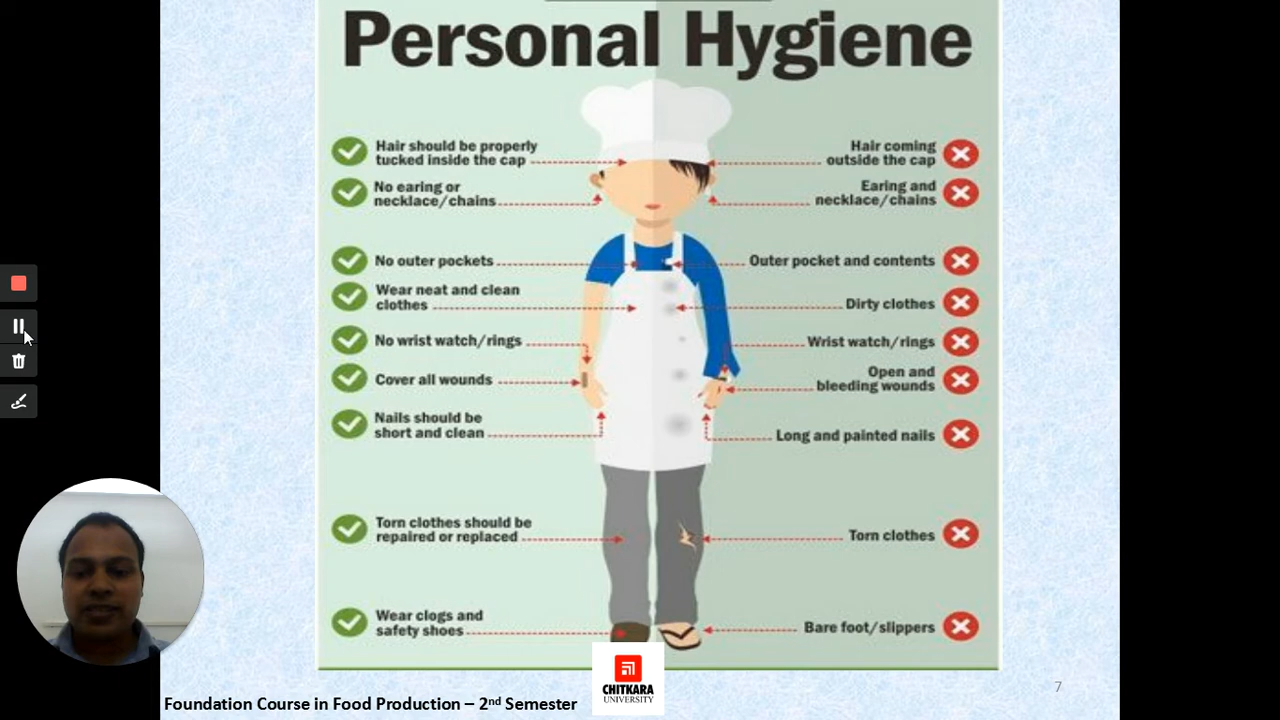 Personal Hygiene
Hair should be properly
tucked inside the cap
No earing or
necklace/chains
No outer pockets
Wear neat and clean
clothes
No wrist watch/rings
Cover all wounds
Nails should be
short and clean
Torn clothes should be
repaired or replaced
Wear clogs and
safety shoes
Hair coming
outside the cap
Earing and
necklace/chains
Outer pocket and contents
Dirty clothes
Wrist watch/rings
Open and
bleeding wounds
Long and painted nails
Torn clothes
Bare foot/slippers
CHITKARA
UNIVERSITY
7
Foundation Course in Food Production – 2nd Semester